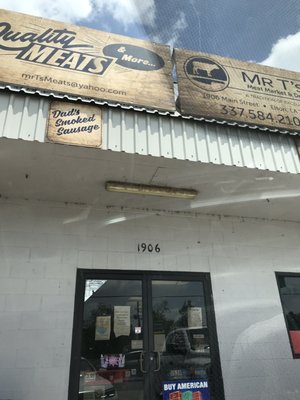 Quality
MEATS
& More...
mrTsMeats@yahoo.com
Mr T's
Meat Market &
1906 Main Street
337.584.210
Dad's
Smoked
Sausage
1906
BUY AMERICAN